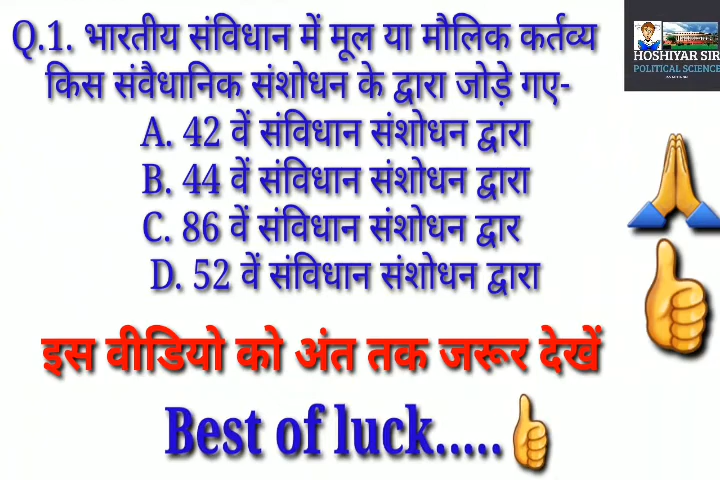 Q.1. भारतीय संविधान में मूल या मौलिक कर्तव्य
किस संवैधानिक संशोधन के द्वारा जोड़े गए-
A. 42 वें संविधान संशोधन द्वारा
B. 44 वें संविधान संशोधन द्वारा
C. 86 वें संविधान संशोधन द्वार
D. 52 वें संविधान संशोधन द्वारा
इस वीडियो को अंत तक जरूर देखें
Best of luck.....
HOSHIYAR SIR
POLITICAL SCIENCE